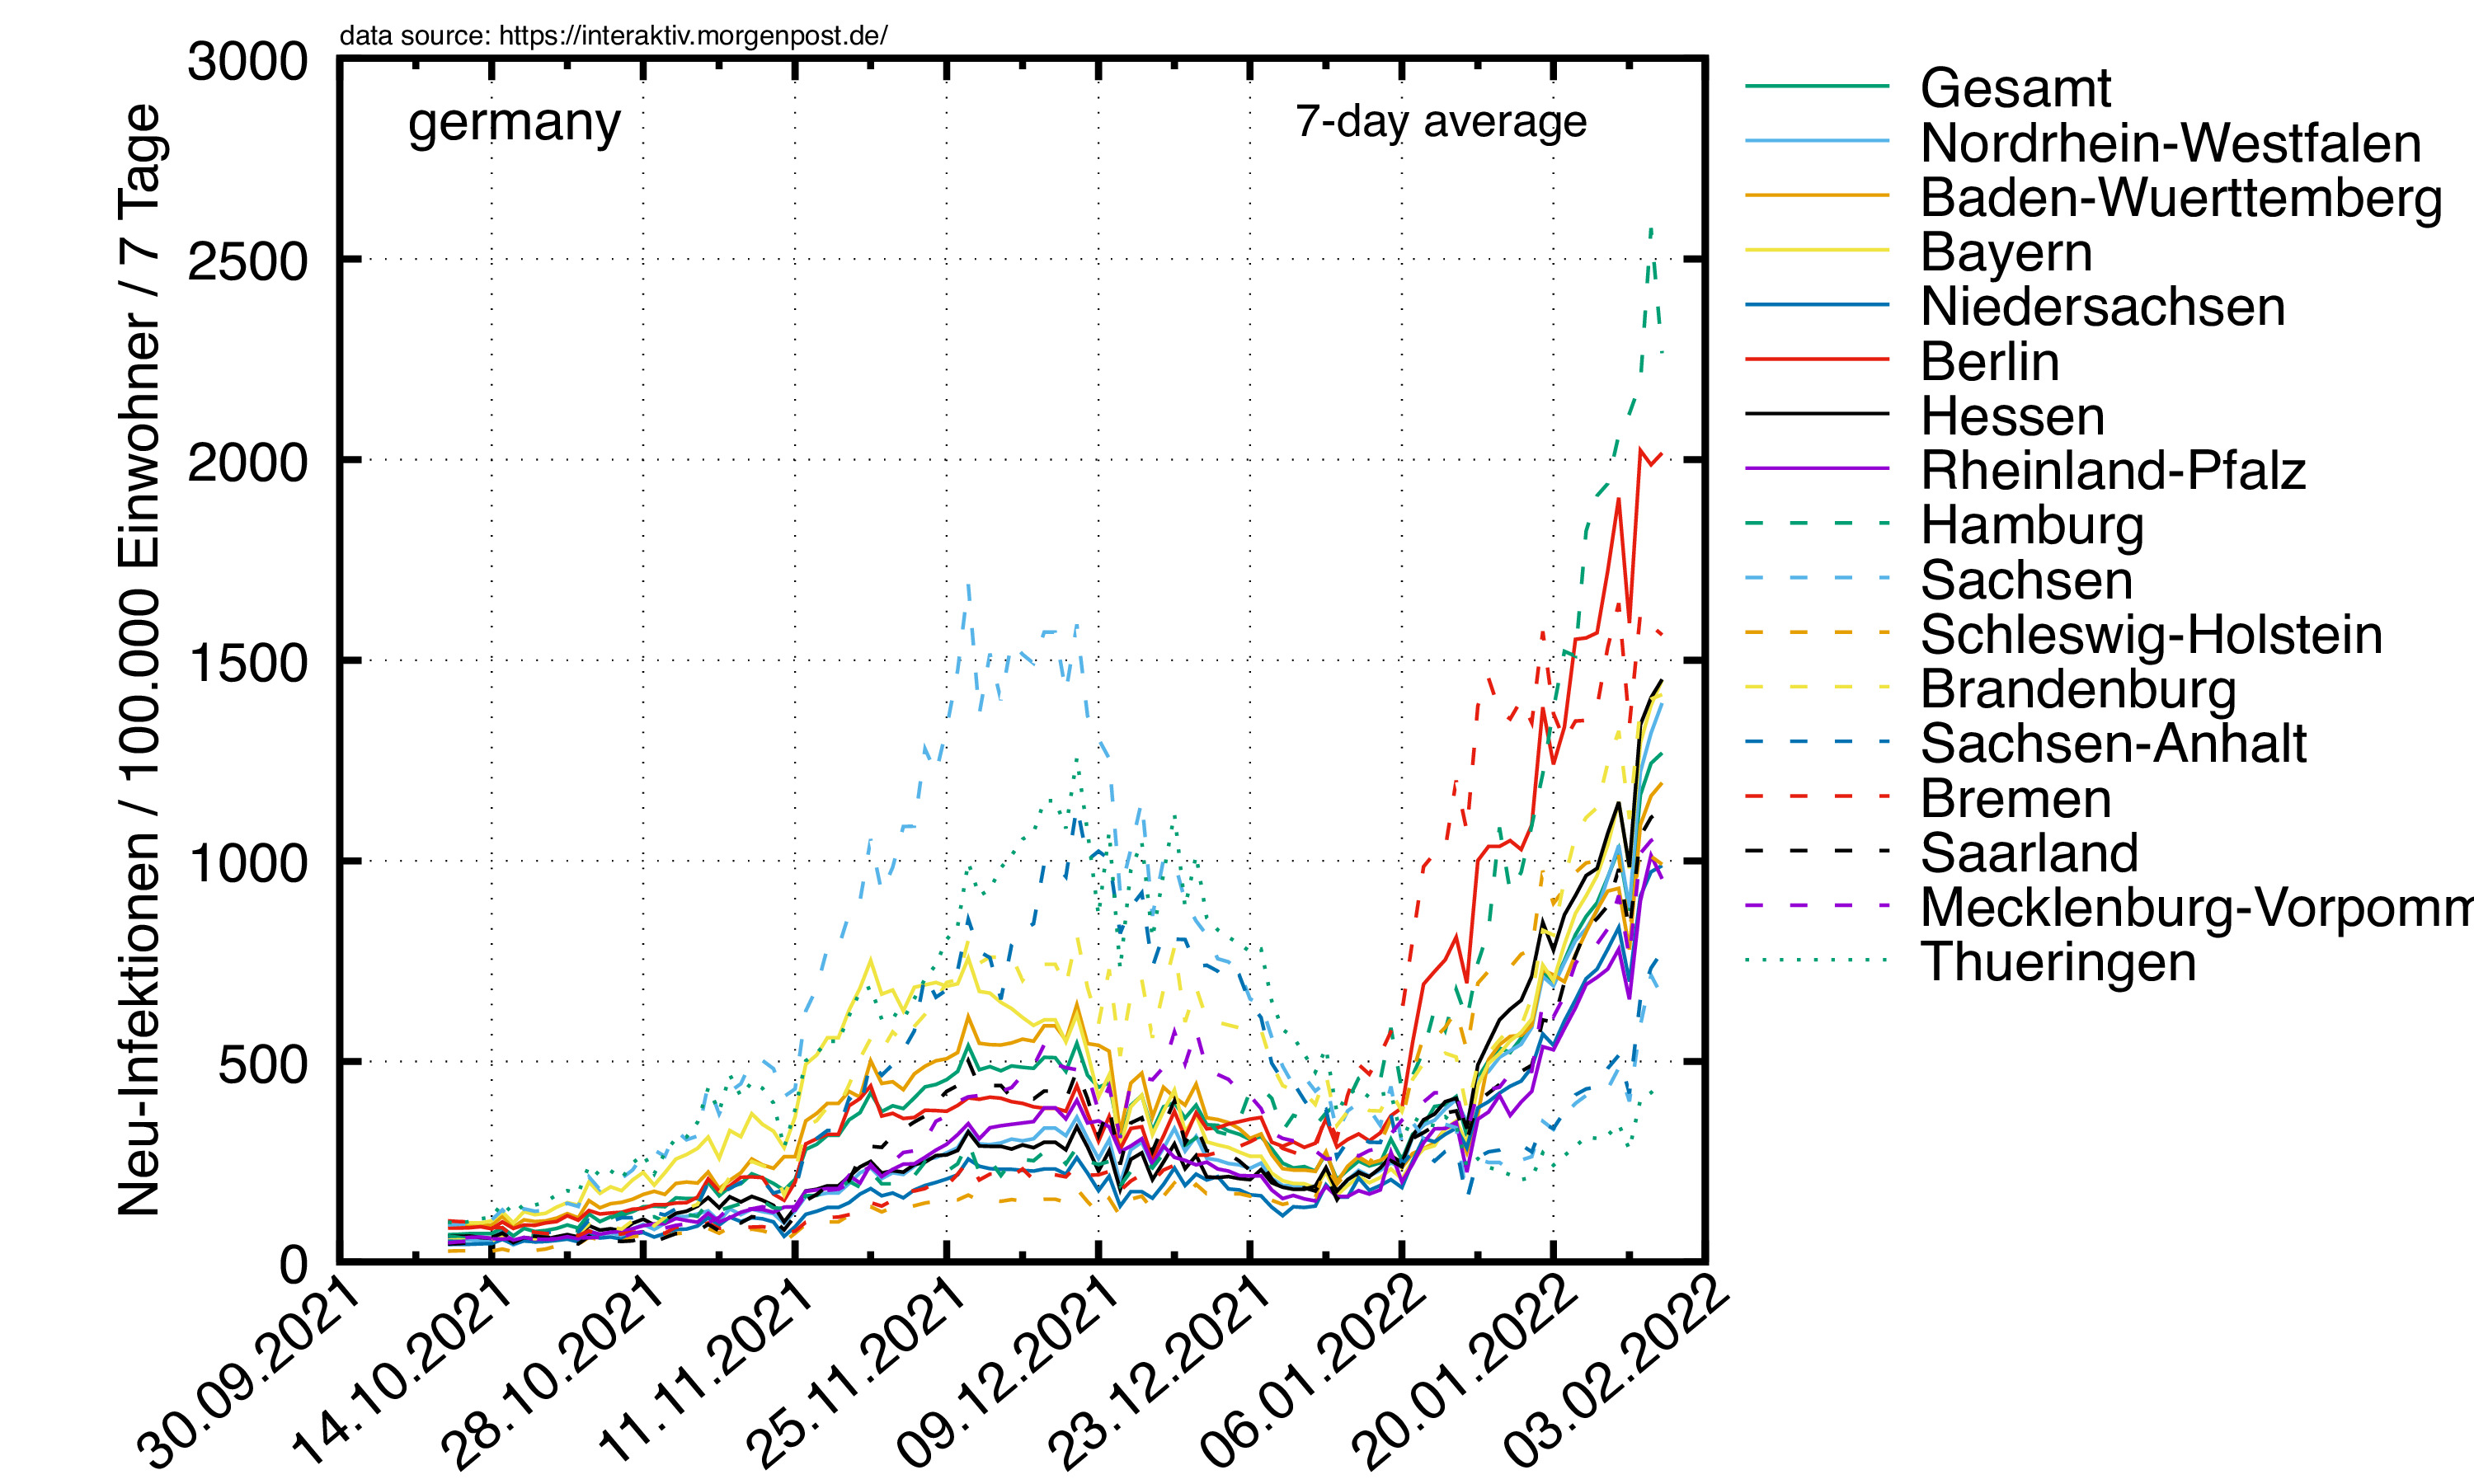 data source: https://interaktiv.morgenpost.de/
germany
7-day average
Neu-Infektionen / 100.000 Einwohner / 7 Tage
3000
2500
2000
1500
1000
500
0
30.09.2021
14.10.2021
28.10.2021
11.11.2021
25.11.2021
09.12.2021
23.12.2021
06.01.2022
20.01.2022
03.02.2022
Gesamt
Nordrhein-Westfalen
Baden-Wuerttemberg
Bayern
Niedersachsen
Berlin
Hessen
Rheinland-Pfalz
Hamburg
Sachsen
Schleswig-Holstein
Brandenburg
Sachsen-Anhalt
Bremen
Saarland
Mecklenburg-Vorpomm
Thueringen